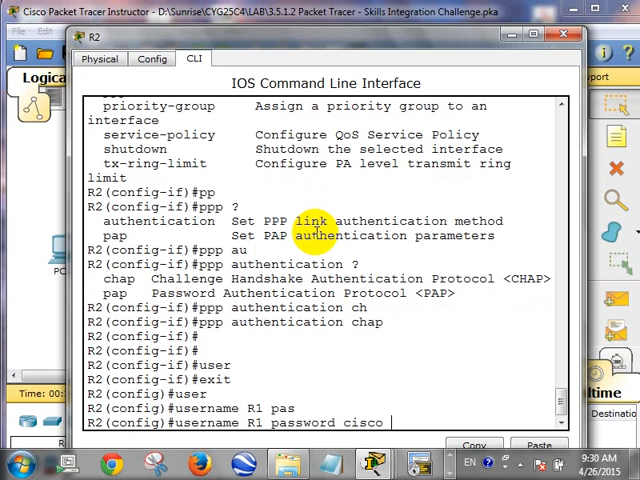 Cisco Packet Tracer Instructor - D:\Sunrise\CYG25C4\LAB\3.5.1.2 Packet Tracer - Skills Integration Challenge.pka
File
R2
Physical Config CLI
Logical
IOS Command Line Interface
priority-group Assign a priority group to an
interface
service-policy Configure QoS Service Policy
shutdown Shutdown the selected interface
tx-ring-limit Configure PA level transmit ring
limit
R2(config-if)#pp
R2(config-if)#ppp ?
authentication Set PPP link authentication method
pap Set PAP authentication parameters
R2(config-if)#ppp au
R2(config-if)#ppp authentication ?
chap Challenge Handshake Authentication Protocol <CHAP>
pap Password Authentication Protocol <PAP>
R2(config-if)#ppp authentication ch
R2(config-if)#ppp authentication chap
R2(config-if)#
R2(config-if)#
R2(config-if)#user
R2(config-if)#exit
R2(config)#user
R2(config)#username R1 pas
R2(config)#username R1 password cisco
Copy Paste
Time: 00:
Destination
EN
9:30 AM
4/26/2015